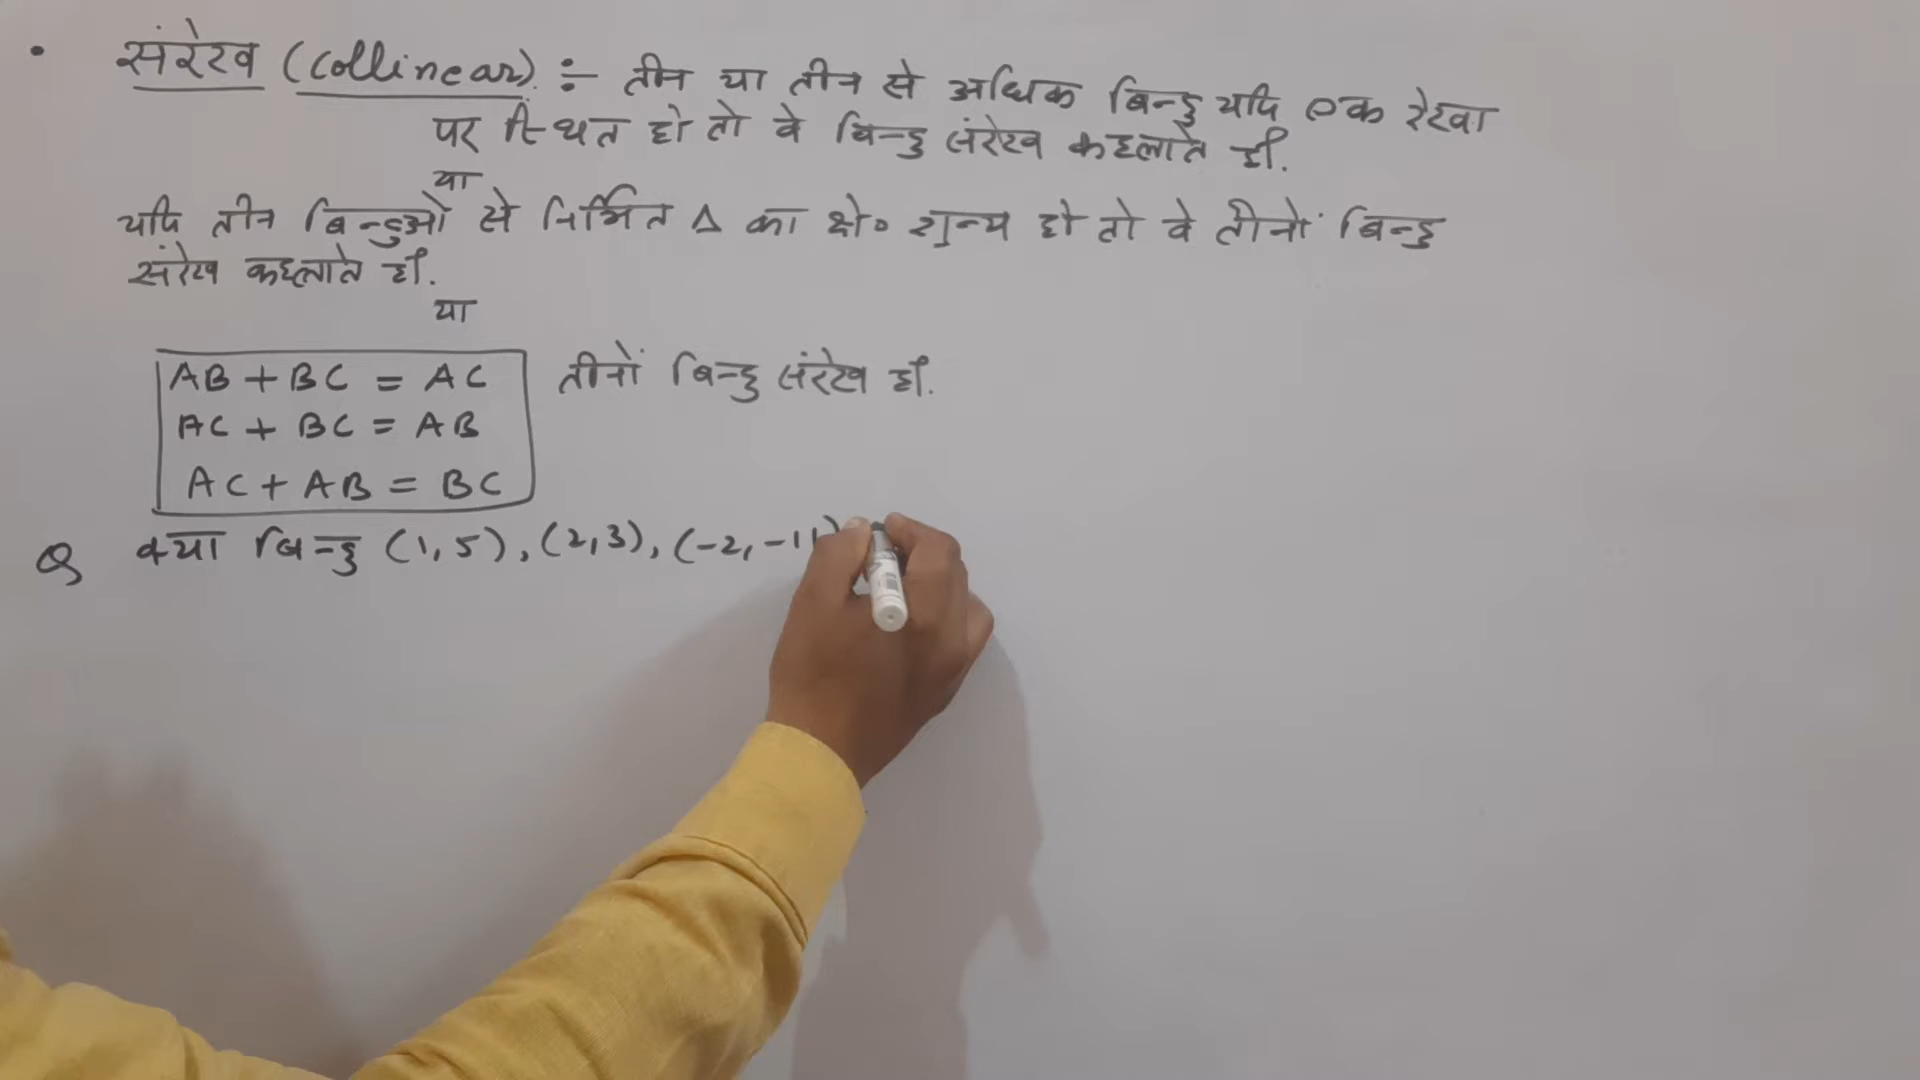 • संरेख (Collinear) :- तीन या तीन से अधिक बिन्दु यदि एक रेखा
पर स्थित हो तो वे बिन्दु संरेख कहलाते हैं.
या
यदि तीन बिन्दुओं से निर्मित Δ का क्षे० शुन्य हो तो वे तीनों बिन्दु
संरेख कहलाते हैं.
या
AB + BC = AC तीनों बिन्दु संरेख हैं.
AC + BC = AB
AC + AB = BC
Q क्या बिन्दु (1, 5), (2,3), (-2, -11)